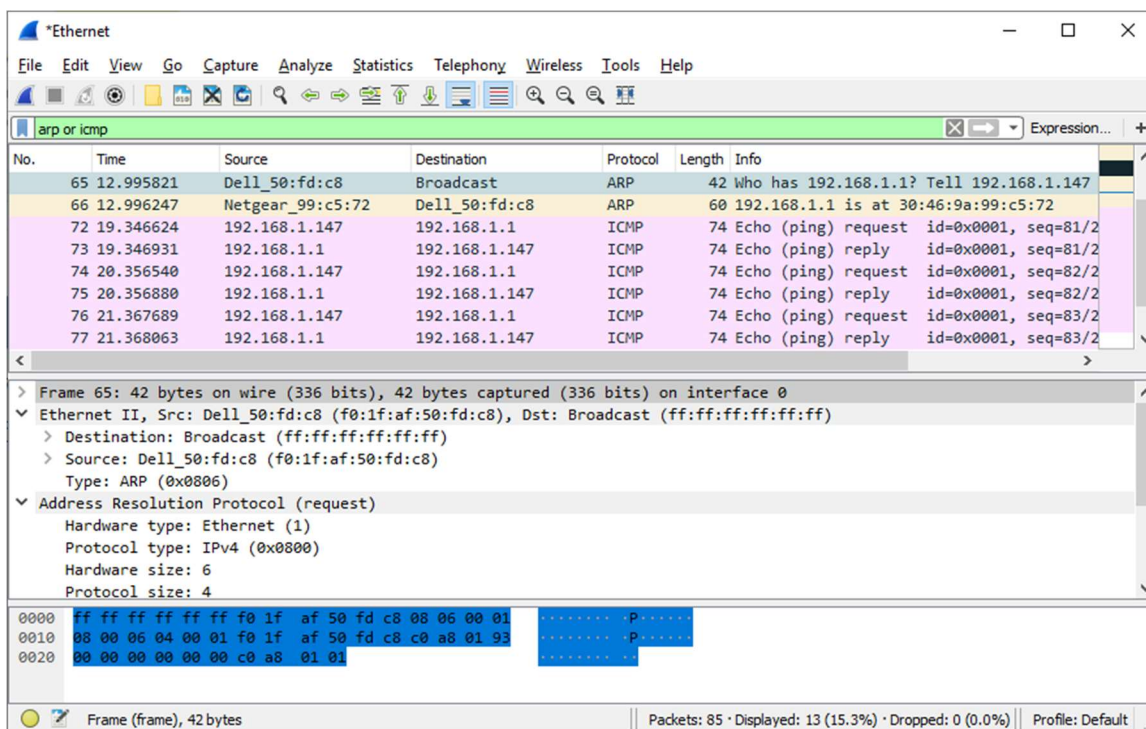 *Ethernet
File Edit View Go Capture Analyze Statistics Telephony Wireless Tools Help
arp or icmp Expression... +
No. Time Source Destination Protocol Length Info
65 12.995821 Dell_50:fd:c8 Broadcast ARP 42 Who has 192.168.1.1? Tell 192.168.1.147
66 12.996247 Netgear_99:c5:72 Dell_50:fd:c8 ARP 60 192.168.1.1 is at 30:46:9a:99:c5:72
72 19.346624 192.168.1.147 192.168.1.1 ICMP 74 Echo (ping) request id=0x0001, seq=81/2
73 19.346931 192.168.1.1 192.168.1.147 ICMP 74 Echo (ping) reply id=0x0001, seq=81/2
74 20.356540 192.168.1.147 192.168.1.1 ICMP 74 Echo (ping) request id=0x0001, seq=82/2
75 20.356880 192.168.1.1 192.168.1.147 ICMP 74 Echo (ping) reply id=0x0001, seq=82/2
76 21.367689 192.168.1.147 192.168.1.1 ICMP 74 Echo (ping) request id=0x0001, seq=83/2
77 21.368063 192.168.1.1 192.168.1.147 ICMP 74 Echo (ping) reply id=0x0001, seq=83/2
Frame 65: 42 bytes on wire (336 bits), 42 bytes captured (336 bits) on interface 0
Ethernet II, Src: Dell_50:fd:c8 (f0:1f:af:50:fd:c8), Dst: Broadcast (ff:ff:ff:ff:ff:ff)
Destination: Broadcast (ff:ff:ff:ff:ff:ff)
Source: Dell_50:fd:c8 (f0:1f:af:50:fd:c8)
Type: ARP (0x0806)
Address Resolution Protocol (request)
Hardware type: Ethernet (1)
Protocol type: IPv4 (0x0800)
Hardware size: 6
Protocol size: 4
0000 ff ff ff ff ff ff f0 1f af 50 fd c8 08 06 00 01 ········ ·P······
0010 08 00 06 04 00 01 f0 1f af 50 fd c8 c0 a8 01 93 ········ ·P······
0020 00 00 00 00 00 00 c0 a8 01 01 ········ ··
Frame (frame), 42 bytes Packets: 85 · Displayed: 13 (15.3%) · Dropped: 0 (0.0%) Profile: Default